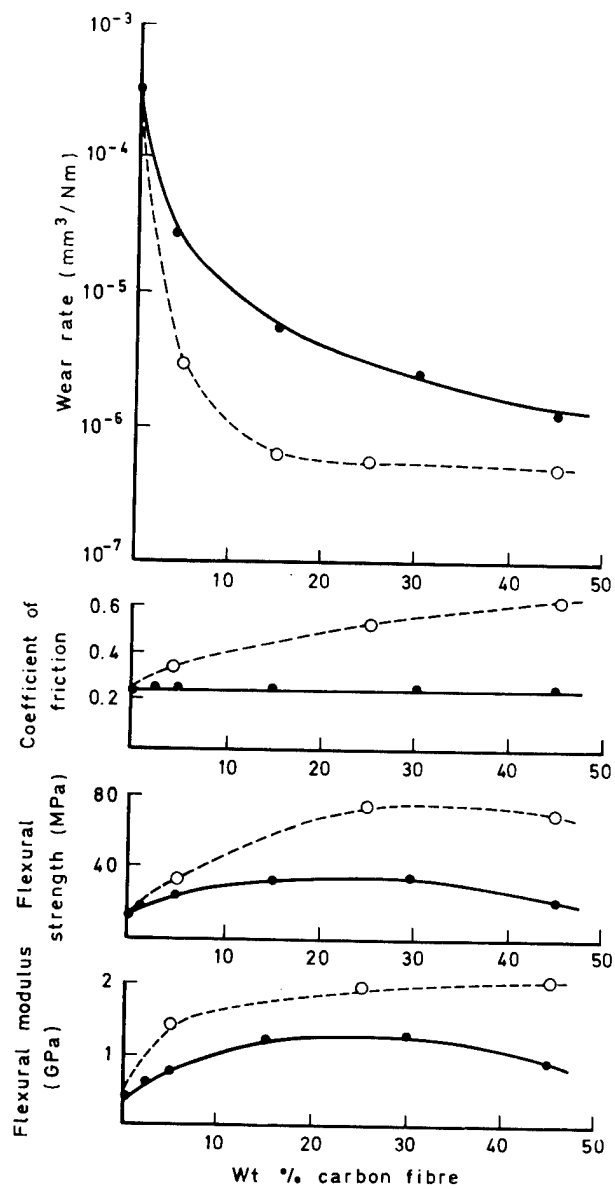 10⁻³
10⁻⁴
10⁻⁵
10⁻⁶
10⁻⁷
Wear rate (mm³/Nm)
10 20 30 40 50
0.6
0.4
0.2
Coefficient of
friction
10 20 30 40 50
80
40
Flexural
strength (MPa)
10 20 30 40 50
2
1
Flexural modulus
(GPa)
10 20 30 40 50
Wt % carbon fibre